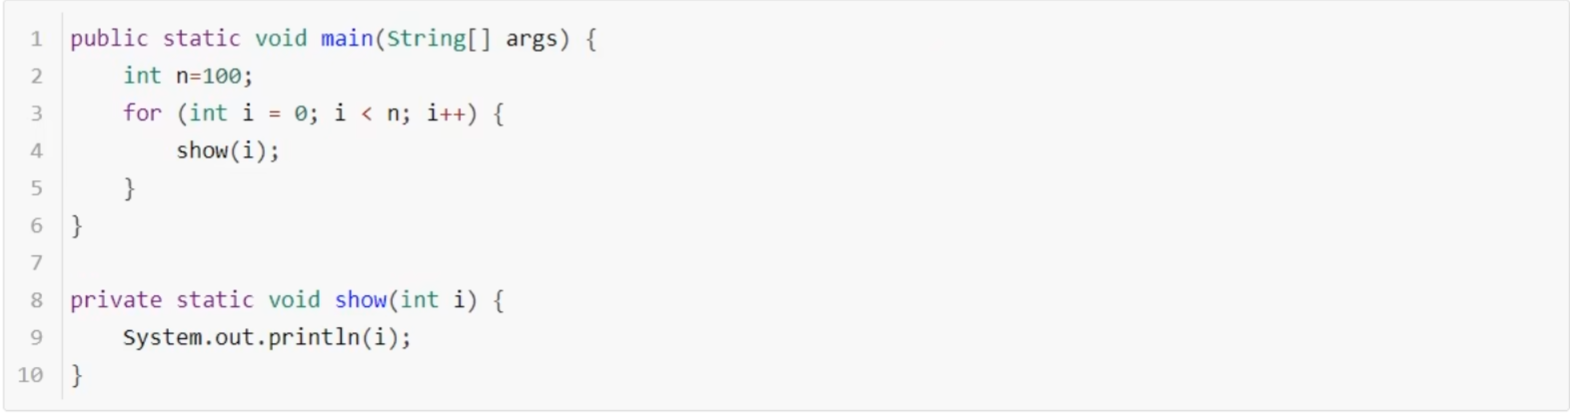 1 public static void main(String[] args) {
2     int n=100;
3     for (int i = 0; i < n; i++) {
4         show(i);
5     }
6 }
7
8 private static void show(int i) {
9     System.out.println(i);
10 }